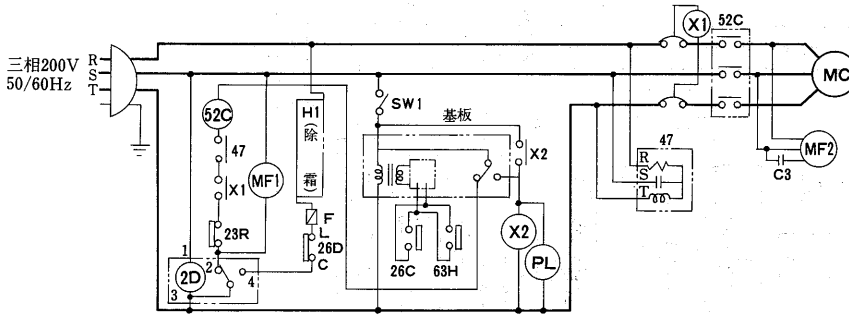 三相200V
50/60Hz
R
S
T
52C
47
X1
23R
1
2D
2
3
4
MF1
H1
(除霜)
F
L
26D
C
SW1
基板
X2
26C
63H
X2
PL
X1
52C
MC
47
R
S
T
MF2
C3